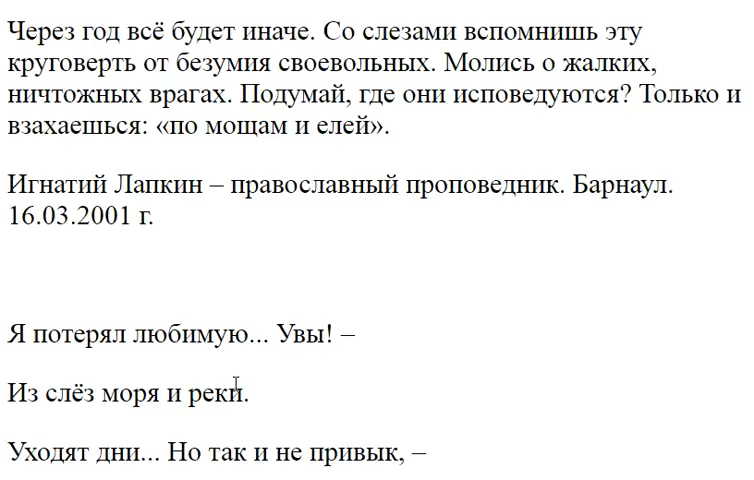 Через год всё будет иначе. Со слезами вспомнишь эту
круговерть от безумия своевольных. Молись о жалких,
ничтожных врагах. Подумай, где они исповедуются? Только и
взахаешься: «по мощам и елей».
Игнатий Лапкин – православный проповедник. Барнаул.
16.03.2001 г.
Я потерял любимую... Увы! –
Из слёз моря и реки.
Уходят дни... Но так и не привык, –